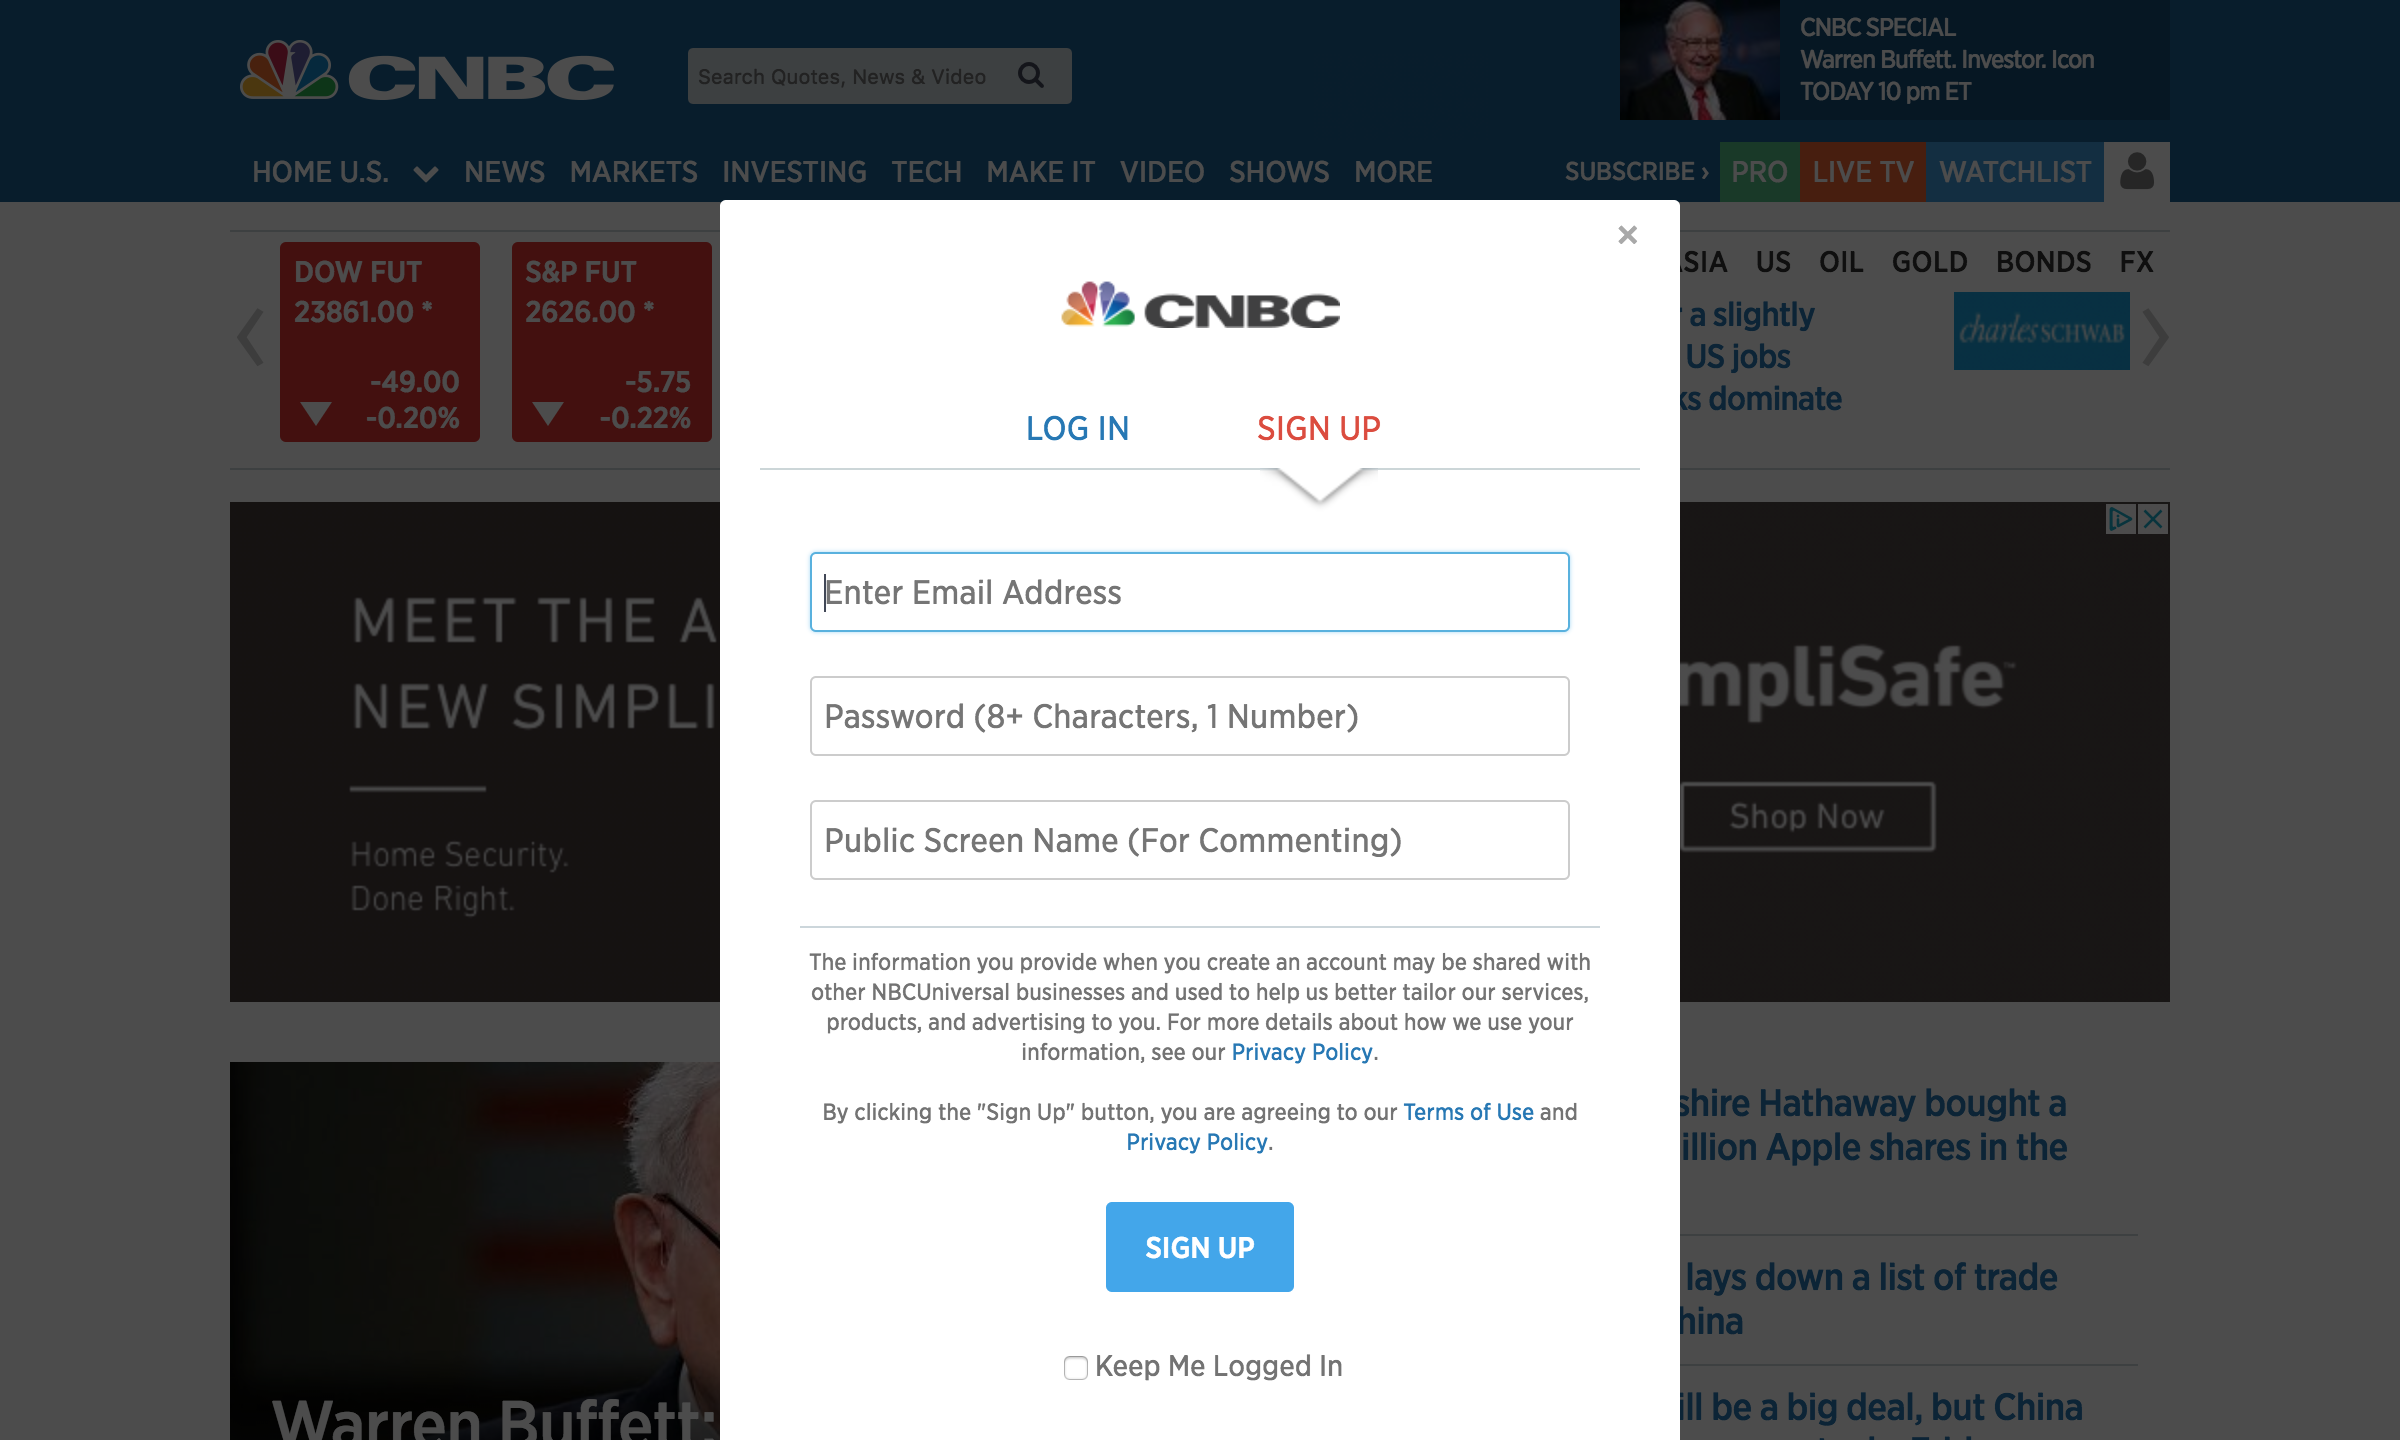 CNBC
Search Quotes, News & Video
CNBC SPECIAL
Warren Buffett. Investor. Icon
TODAY 10 pm ET
HOME U.S. NEWS MARKETS INVESTING TECH MAKE IT VIDEO SHOWS MORE SUBSCRIBE › PRO LIVE TV WATCHLIST
×
DOW FUT
23861.00 *
-49.00
-0.20%
S&P FUT
2626.00 *
-5.75
-0.22%
SIA US OIL GOLD BONDS FX
a slightly
US jobs
ks dominate
charles SCHWAB
CNBC
LOG IN SIGN UP
Enter Email Address
Password (8+ Characters, 1 Number)
Public Screen Name (For Commenting)
The information you provide when you create an account may be shared with
other NBCUniversal businesses and used to help us better tailor our services,
products, and advertising to you. For more details about how we use your
information, see our Privacy Policy.
By clicking the "Sign Up" button, you are agreeing to our Terms of Use and
Privacy Policy.
SIGN UP
Keep Me Logged In
MEET THE A
NEW SIMPLI
Home Security.
Done Right.
mpliSafe™
Shop Now
Warren Buffett:
shire Hathaway bought a
illion Apple shares in the
lays down a list of trade
hina
ill be a big deal, but China